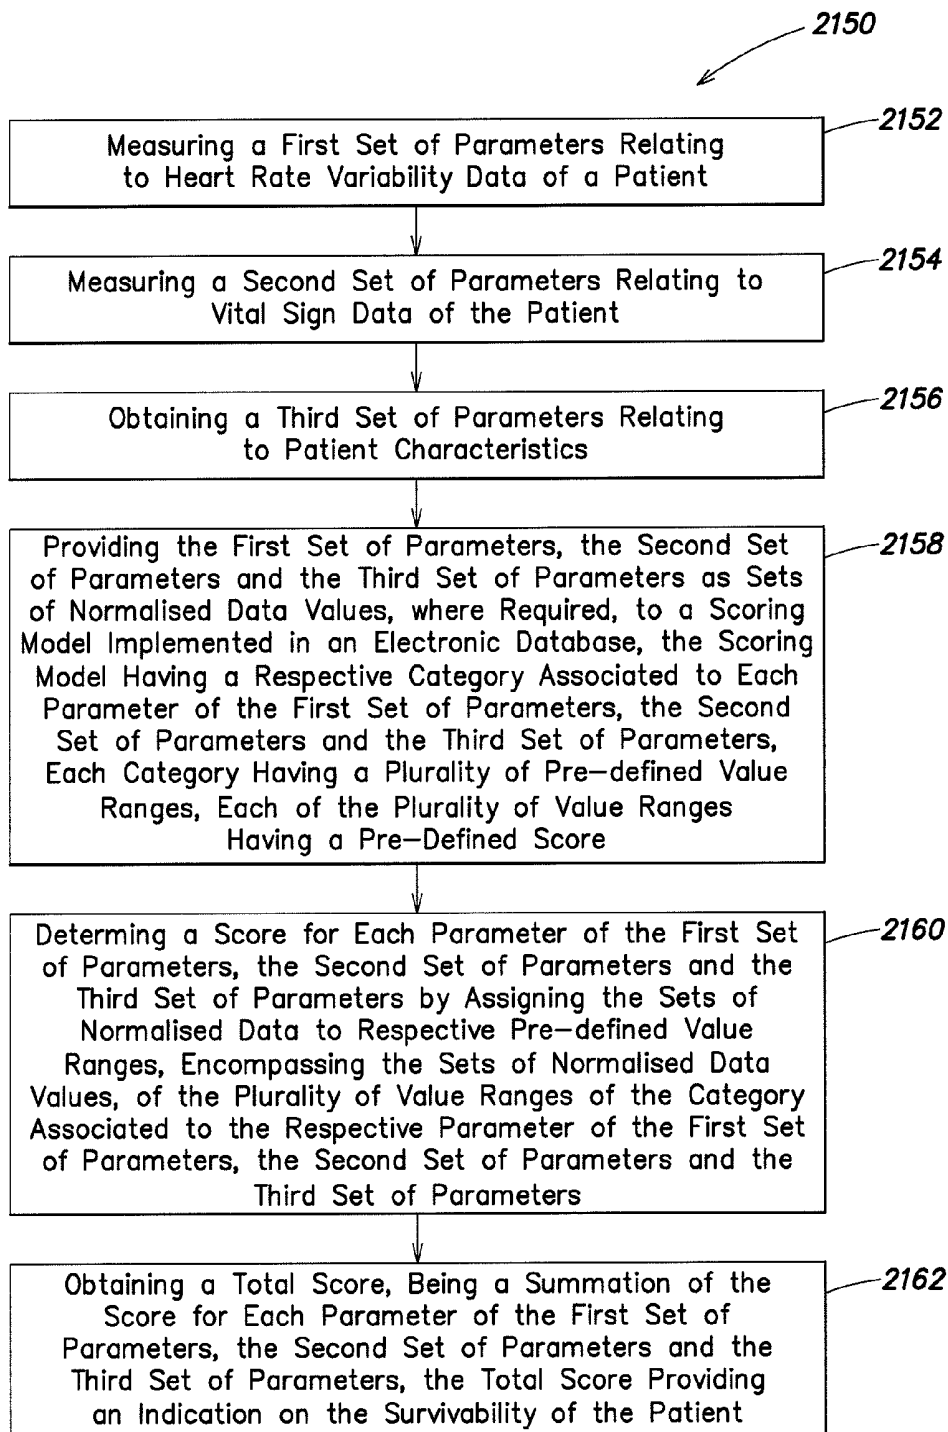 2150
2152
Measuring a First Set of Parameters Relating
to Heart Rate Variability Data of a Patient
2154
Measuring a Second Set of Parameters Relating to
Vital Sign Data of the Patient
2156
Obtaining a Third Set of Parameters Relating
to Patient Characteristics
2158
Providing the First Set of Parameters, the Second Set
of Parameters and the Third Set of Parameters as Sets
of Normalised Data Values, where Required, to a Scoring
Model Implemented in an Electronic Database, the Scoring
Model Having a Respective Category Associated to Each
Parameter of the First Set of Parameters, the Second
Set of Parameters and the Third Set of Parameters,
Each Category Having a Plurality of Pre-defined Value
Ranges, Each of the Plurality of Value Ranges
Having a Pre-Defined Score
2160
Determing a Score for Each Parameter of the First Set
of Parameters, the Second Set of Parameters and the
Third Set of Parameters by Assigning the Sets of
Normalised Data to Respective Pre-defined Value
Ranges, Encompassing the Sets of Normalised Data
Values, of the Plurality of Value Ranges of the Category
Associated to the Respective Parameter of the First Set
of Parameters, the Second Set of Parameters and the
Third Set of Parameters
2162
Obtaining a Total Score, Being a Summation of the
Score for Each Parameter of the First Set of
Parameters, the Second Set of Parameters and the
Third Set of Parameters, the Total Score Providing
an Indication on the Survivability of the Patient